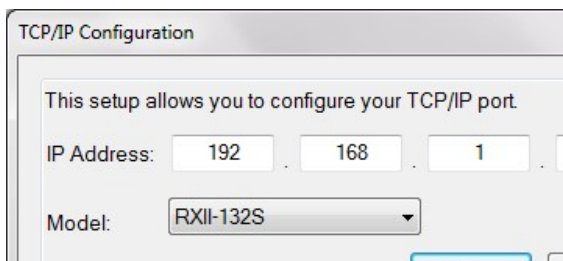 TCP/IP Configuration
This setup allows you to configure your TCP/IP port.
IP Address: 192 . 168 . 1 .
Model: RXII-132S